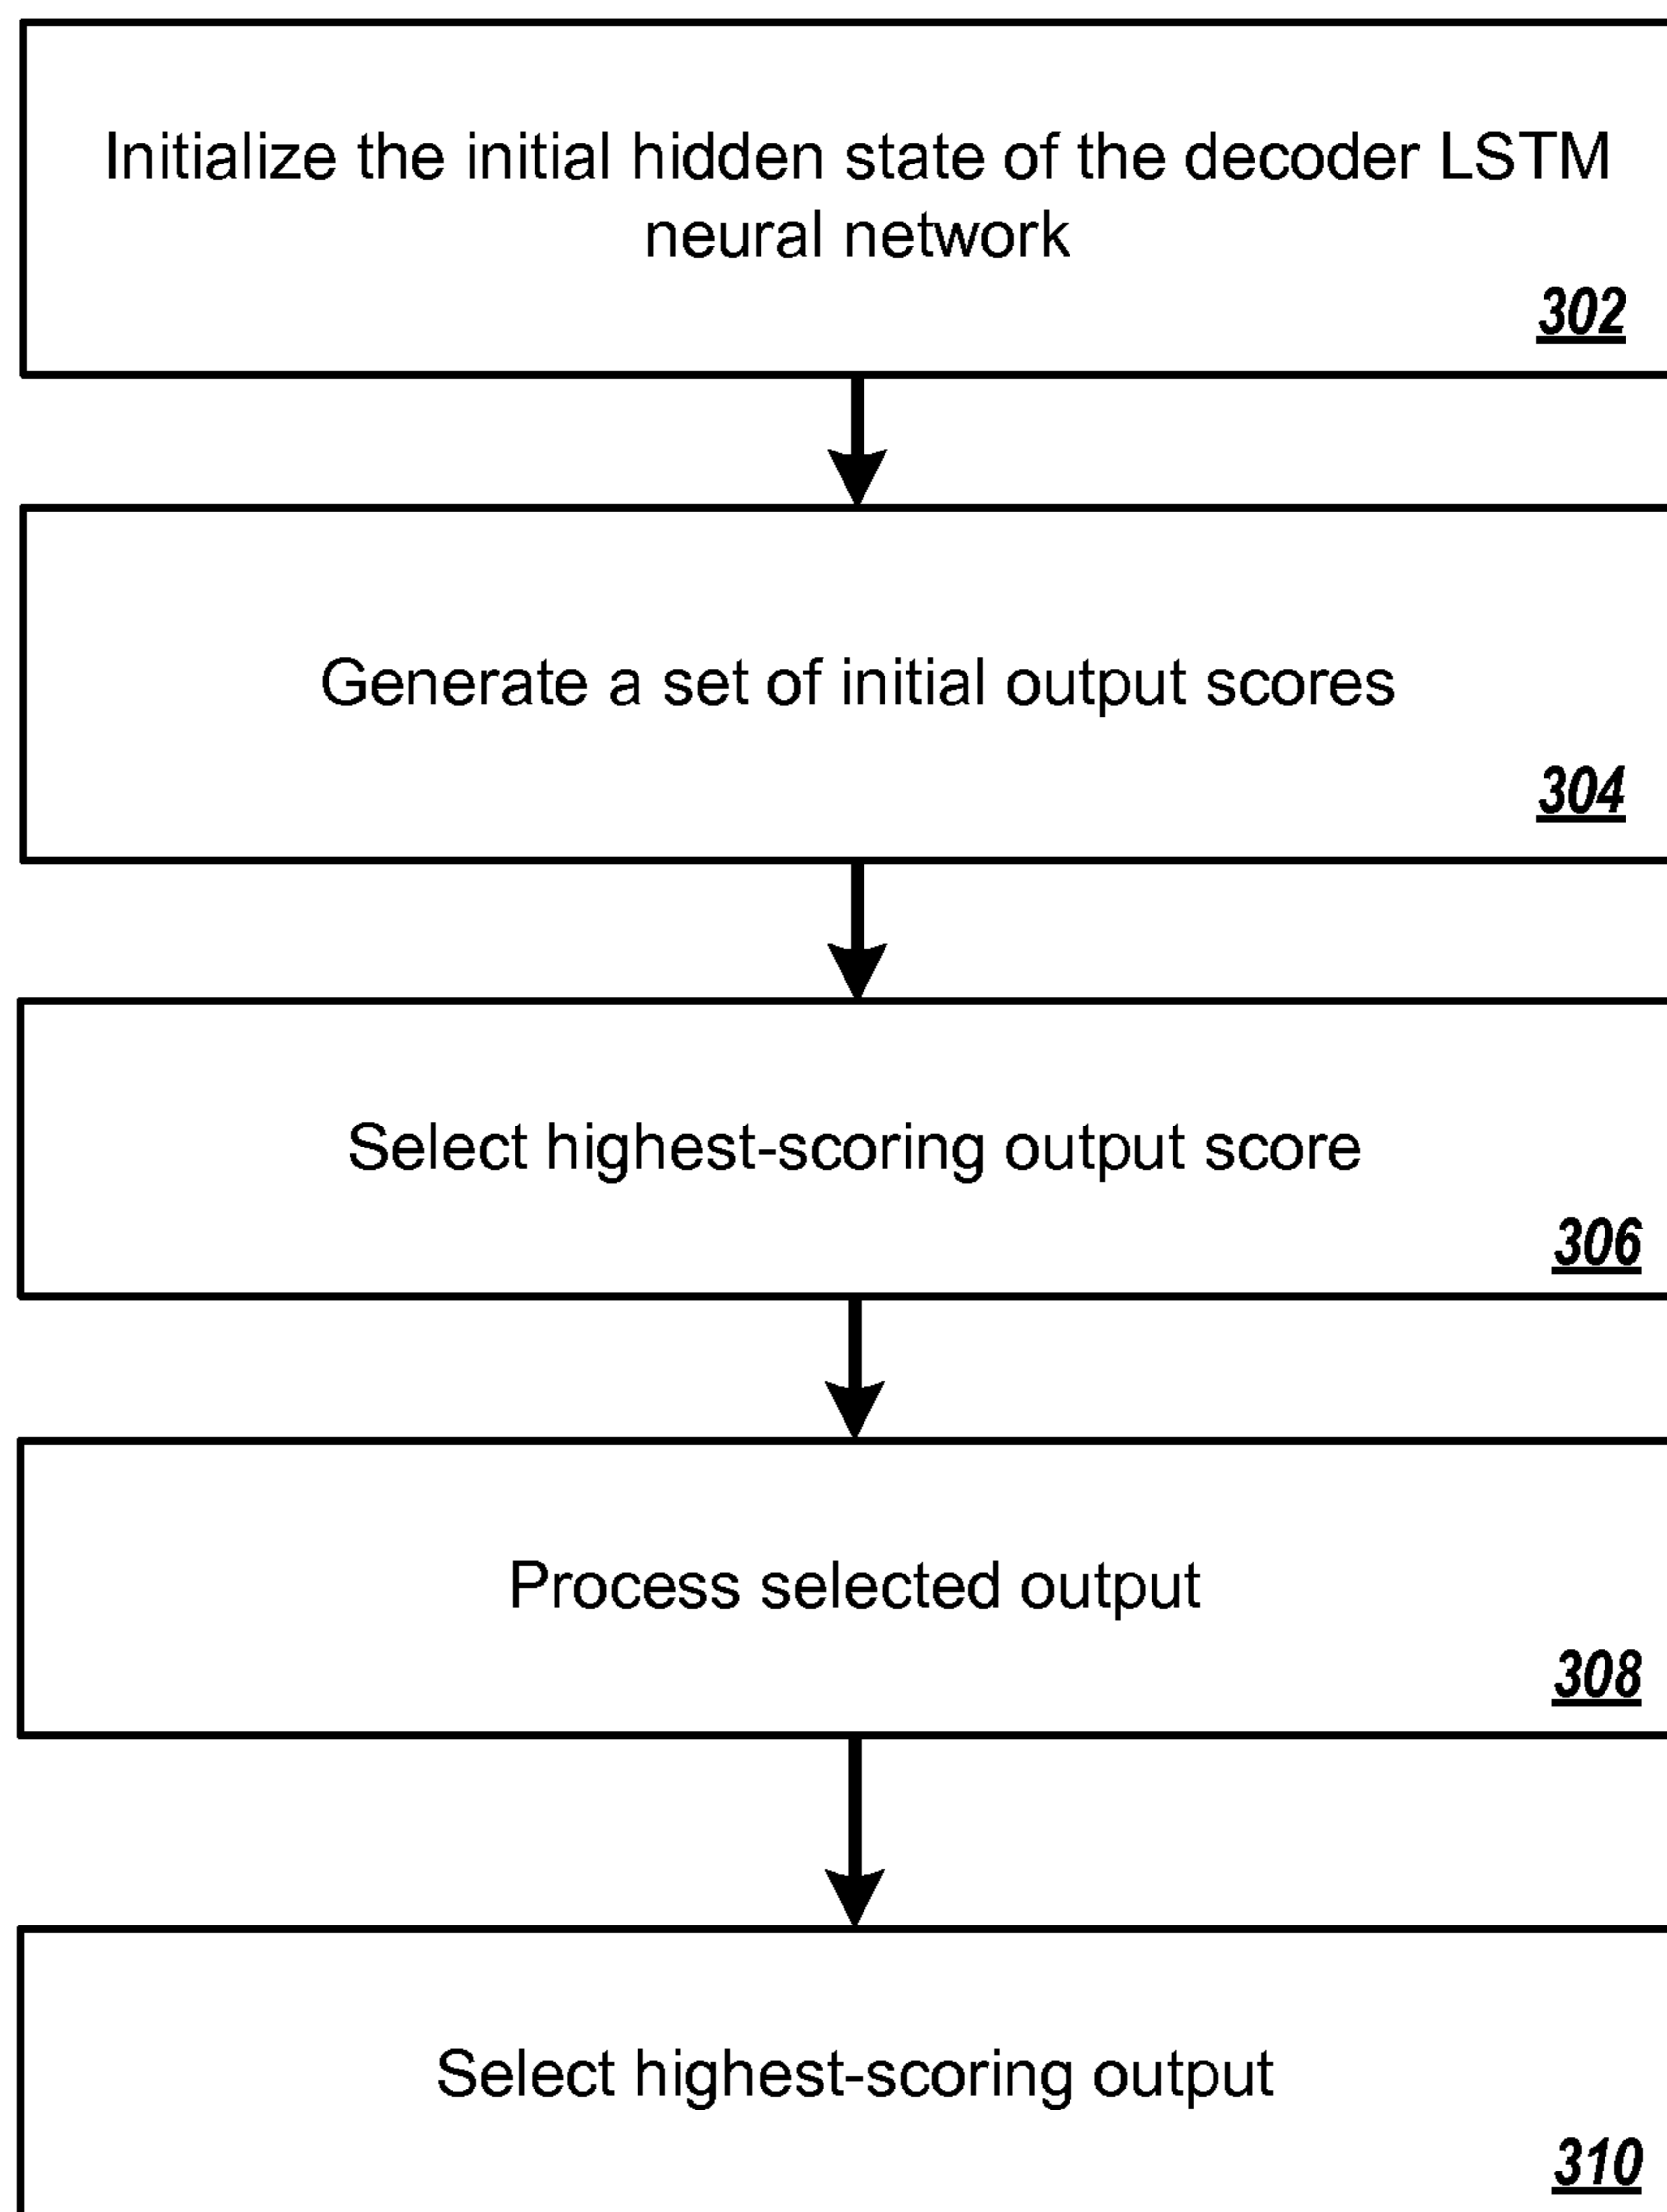 Initialize the initial hidden state of the decoder LSTM
neural network
302
Generate a set of initial output scores
304
Select highest-scoring output score
306
Process selected output
308
Select highest-scoring output
310